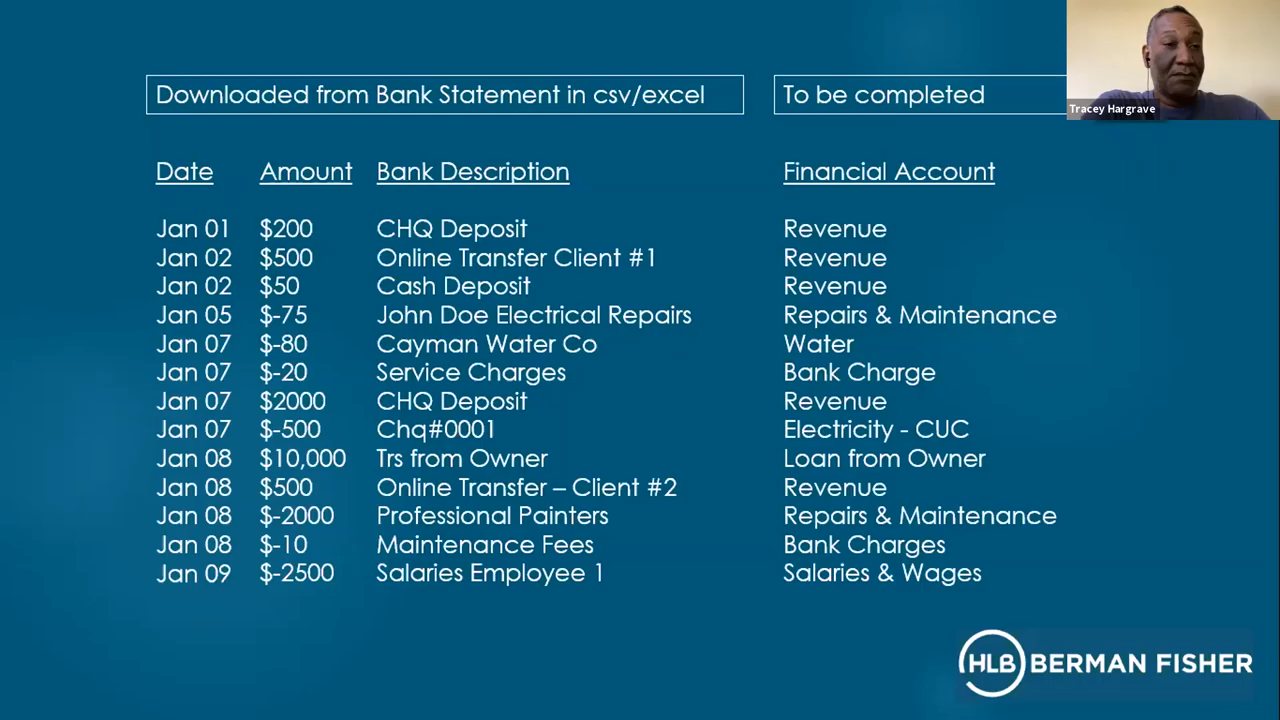 Downloaded from Bank Statement in csv/excel To be completed
Tracey Hargrave
Date Amount Bank Description Financial Account
Jan 01 $200 CHQ Deposit Revenue
Jan 02 $500 Online Transfer Client #1 Revenue
Jan 02 $50 Cash Deposit Revenue
Jan 05 $-75 John Doe Electrical Repairs Repairs & Maintenance
Jan 07 $-80 Cayman Water Co Water
Jan 07 $-20 Service Charges Bank Charge
Jan 07 $2000 CHQ Deposit Revenue
Jan 07 $-500 Chq#0001 Electricity - CUC
Jan 08 $10,000 Trs from Owner Loan from Owner
Jan 08 $500 Online Transfer – Client #2 Revenue
Jan 08 $-2000 Professional Painters Repairs & Maintenance
Jan 08 $-10 Maintenance Fees Bank Charges
Jan 09 $-2500 Salaries Employee 1 Salaries & Wages
HLB BERMAN FISHER